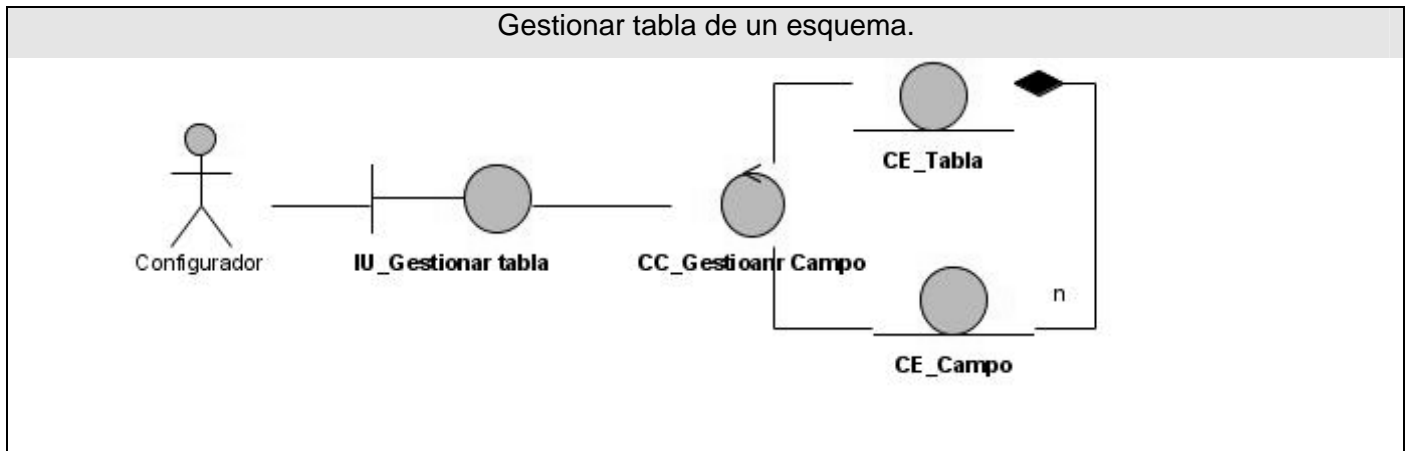 Gestionar tabla de un esquema.
CE_Tabla
Configurador
IU_Gestionar tabla
CC_Gestioanr Campo
n
CE_Campo